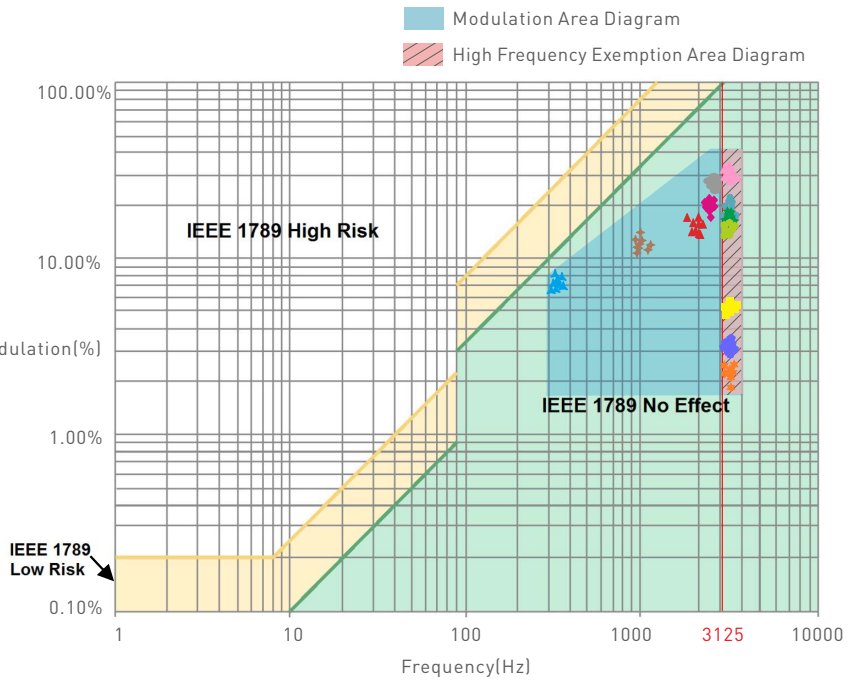 Modulation Area Diagram
High Frequency Exemption Area Diagram
100.00%
IEEE 1789 High Risk
10.00%
dulation(%)
IEEE 1789 No Effect
1.00%
IEEE 1789
Low Risk
0.10%
1
10
100
1000
3125
10000
Frequency(Hz)